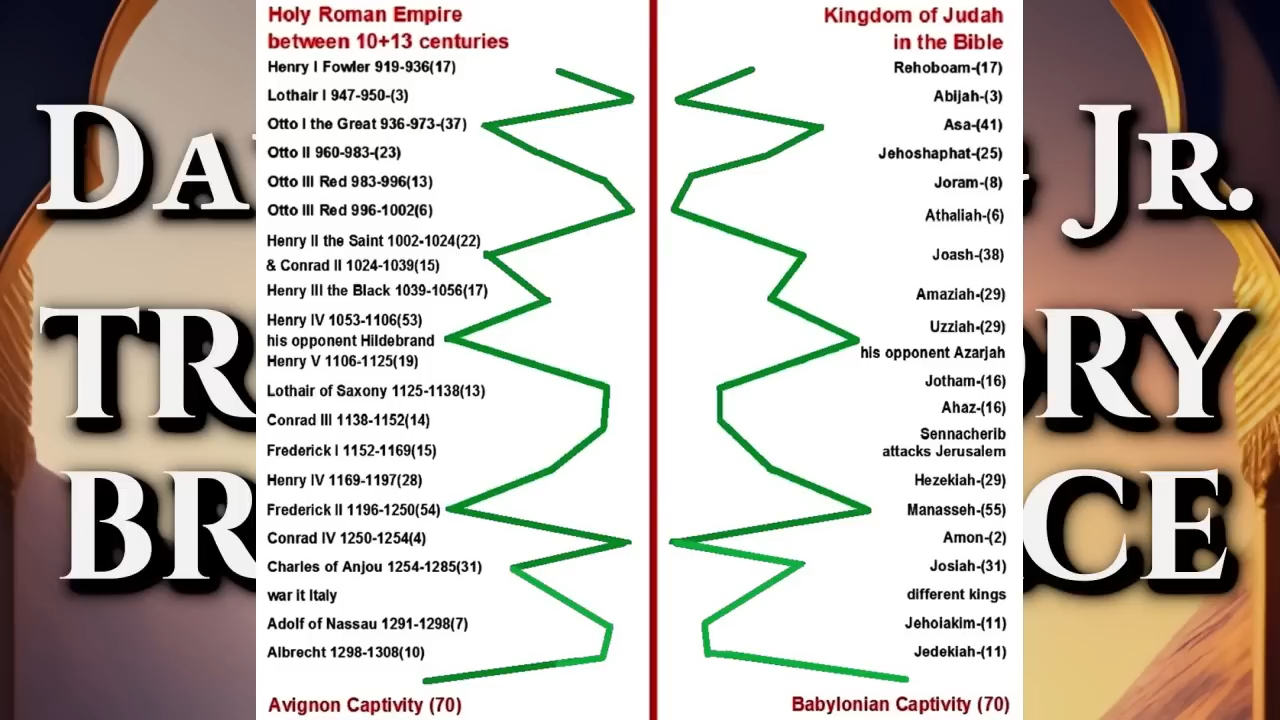 Holy Roman Empire
between 10+13 centuries
Henry I Fowler 919-936(17)
Lothair I 947-950-(3)
Otto I the Great 936-973-(37)
Otto II 960-983-(23)
Otto III Red 983-996(13)
Otto III Red 996-1002(6)
Henry II the Saint 1002-1024(22)
& Conrad II 1024-1039(15)
Henry III the Black 1039-1056(17)
Henry IV 1053-1106(53)
his opponent Hildebrand
Henry V 1106-1125(19)
Lothair of Saxony 1125-1138(13)
Conrad III 1138-1152(14)
Frederick I 1152-1169(15)
Henry IV 1169-1197(28)
Frederick II 1196-1250(54)
Conrad IV 1250-1254(4)
Charles of Anjou 1254-1285(31)
war it Italy
Adolf of Nassau 1291-1298(7)
Albrecht 1298-1308(10)
Avignon Captivity (70)
Kingdom of Judah
in the Bible
Rehoboam-(17)
Abijah-(3)
Asa-(41)
Jehoshaphat-(25)
Joram-(8)
Athaliah-(6)
Joash-(38)
Amaziah-(29)
Uzziah-(29)
his opponent Azarjah
Jotham-(16)
Ahaz-(16)
Sennacherib
attacks Jerusalem
Hezekiah-(29)
Manasseh-(55)
Amon-(2)
Josiah-(31)
different kings
Jehoiakim-(11)
Jedekiah-(11)
Babylonian Captivity (70)
Jr.